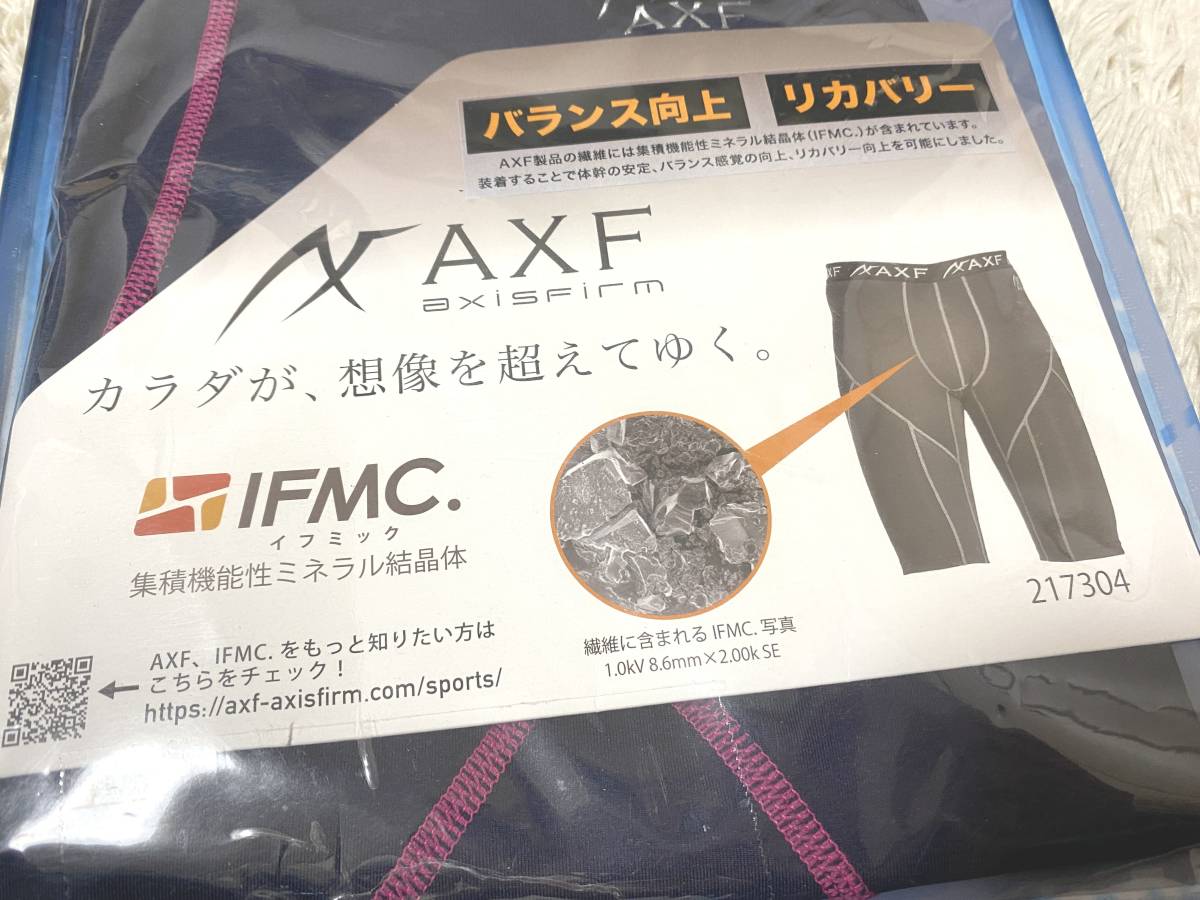 AXF
バランス向上
リカバリー
AXF製品の繊維には集積機能性ミネラル結晶体(IFMC.)が含まれています。
装着することで体幹の安定、バランス感覚の向上、リカバリー向上を可能にしました。
AXF
axisFirm
XF AXF AXF
カラダが、想像を超えてゆく。
IFMC.
イフミック
集積機能性ミネラル結晶体
217304
繊維に含まれる IFMC. 写真
1.0kV 8.6mm×2.00k SE
AXF、IFMC. をもっと知りたい方は
こちらをチェック!
https://axf-axisfirm.com/sports/